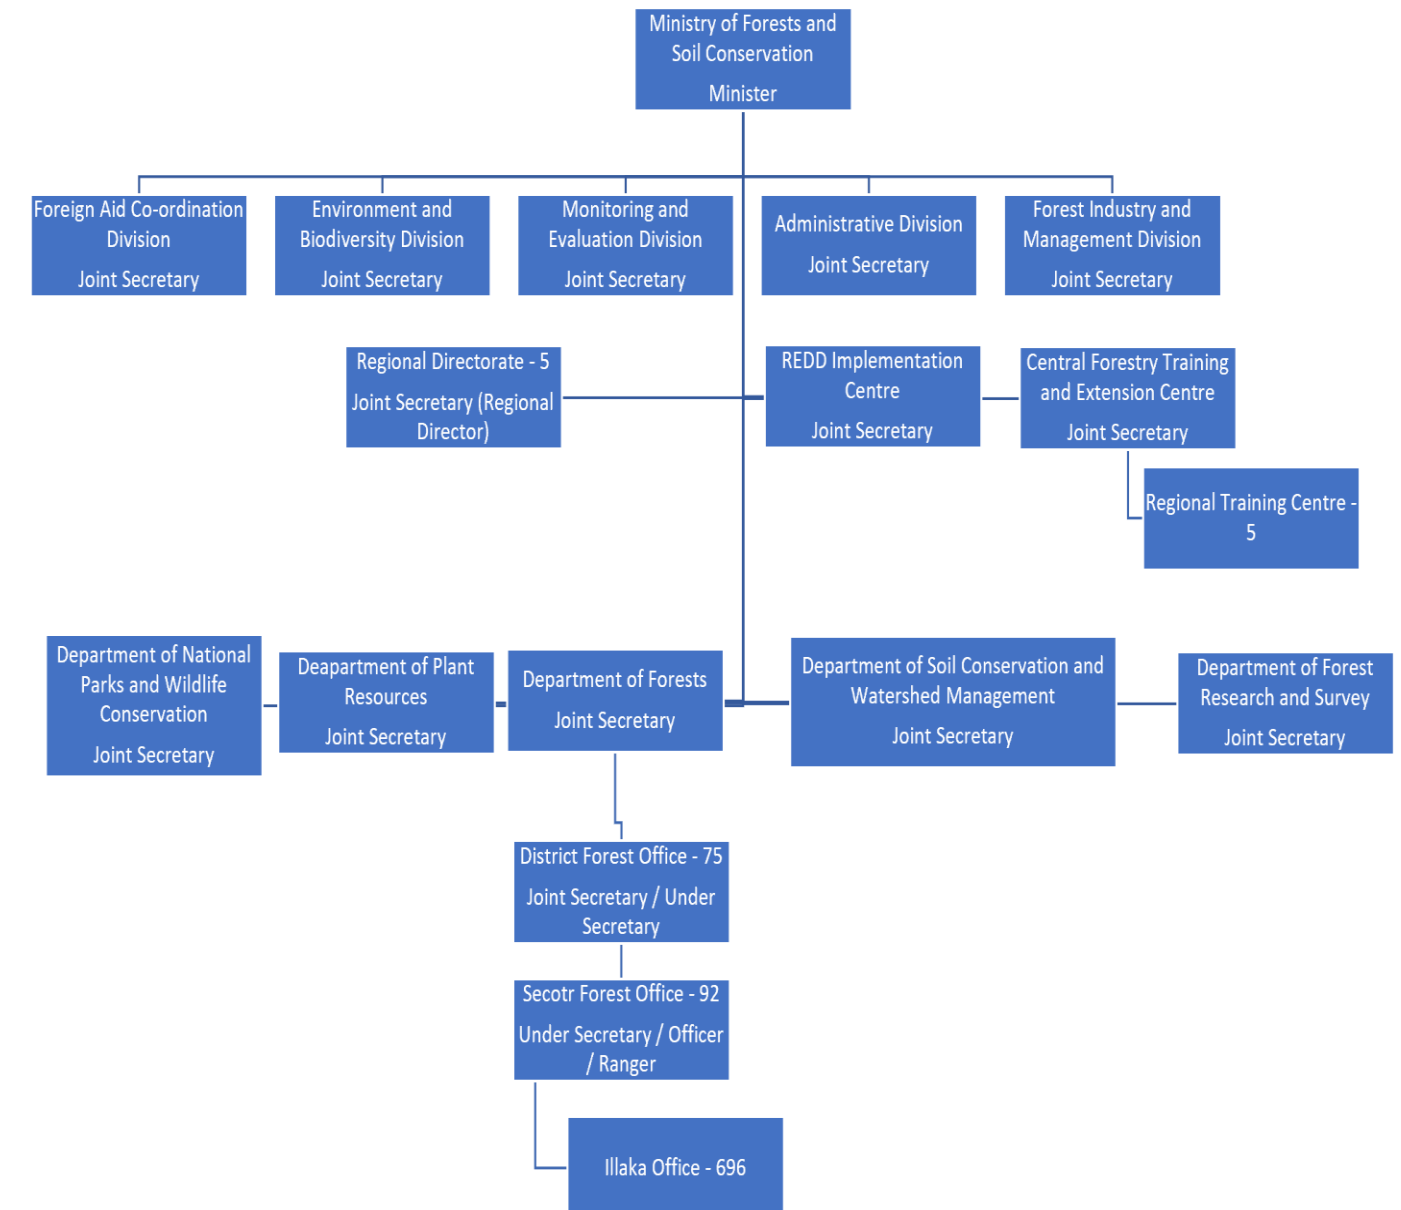 Ministry of Forests and
Soil Conservation
Minister
Foreign Aid Co-ordination
Division
Joint Secretary
Environment and
Biodiversity Division
Joint Secretary
Monitoring and
Evaluation Division
Joint Secretary
Administrative Division
Joint Secretary
Forest Industry and
Management Division
Joint Secretary
Regional Directorate - 5
Joint Secretary (Regional
Director)
REDD Implementation
Centre
Joint Secretary
Central Forestry Training
and Extension Centre
Joint Secretary
Regional Training Centre -
5
Department of National
Parks and Wildlife
Conservation
Joint Secretary
Deapartment of Plant
Resources
Joint Secretary
Department of Forests
Joint Secretary
Department of Soil Conservation and
Watershed Management
Joint Secretary
Department of Forest
Research and Survey
Joint Secretary
District Forest Office - 75
Joint Secretary / Under
Secretary
Secotr Forest Office - 92
Under Secretary / Officer
/ Ranger
Illaka Office - 696